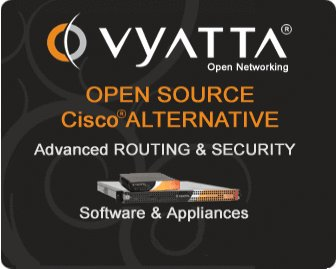 VYATTA®
Open Networking
OPEN SOURCE
Cisco® ALTERNATIVE
Advanced ROUTING & SECURITY
Software & Appliances